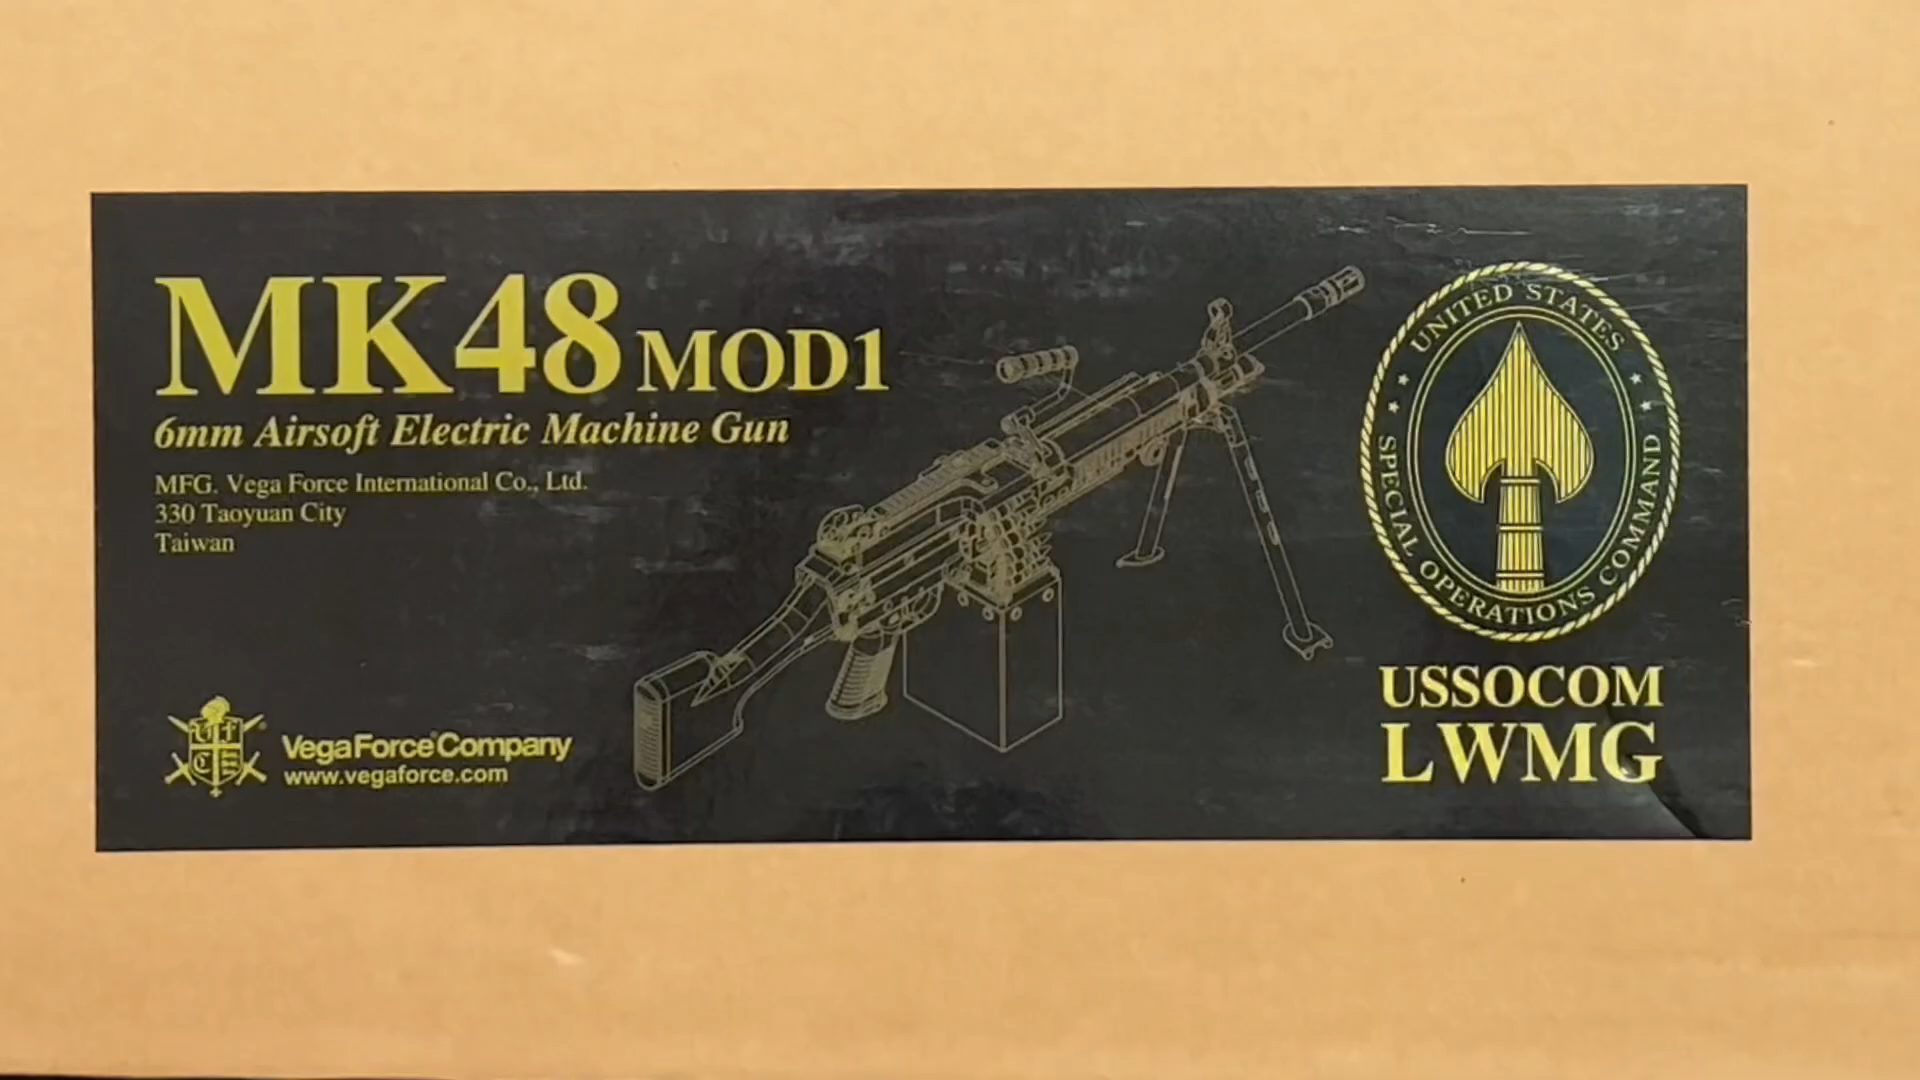 MK48 MOD1
6mm Airsoft Electric Machine Gun
MFG. Vega Force International Co., Ltd.
330 Taoyuan City
Taiwan
VegaForce Company
www.vegaforce.com
UNITED STATES
SPECIAL OPERATIONS COMMAND
USSOCOM
LWMG